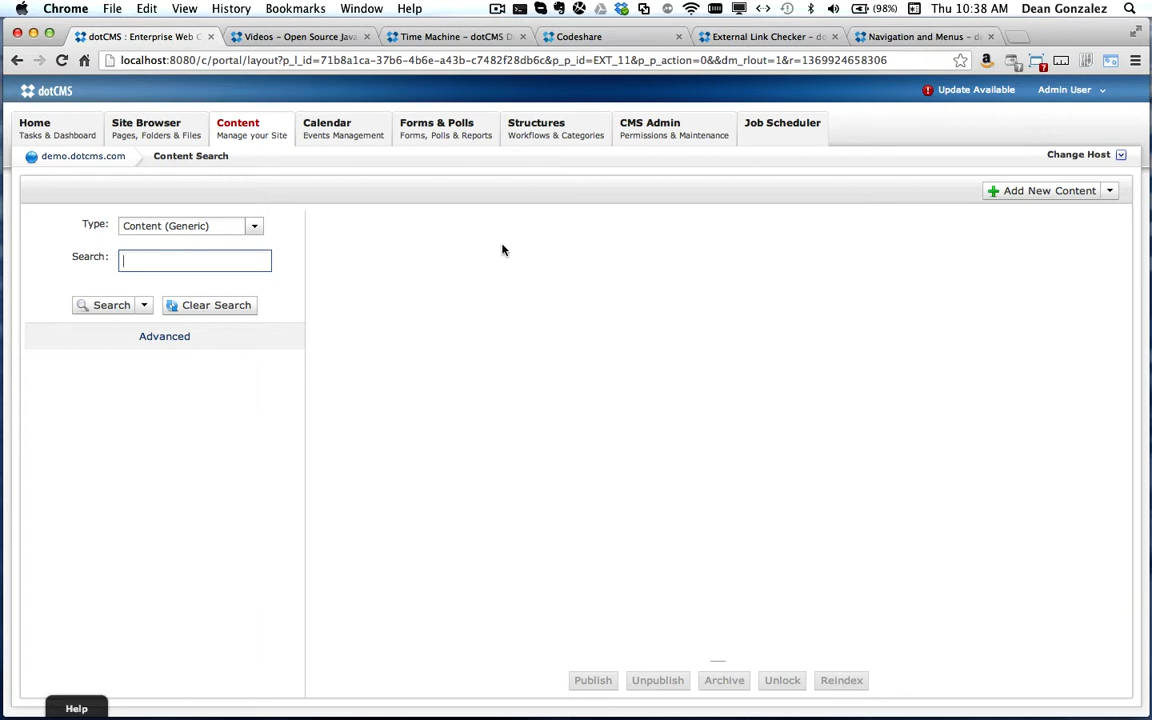 Chrome File Edit View History Bookmarks Window Help (98%) Thu 10:38 AM Dean Gonzalez
dotCMS : Enterprise Web C Videos – Open Source Java Time Machine – dotCMS D Codeshare External Link Checker – do Navigation and Menus – do
localhost:8080/c/portal/layout?p_l_id=71b8a1ca-37b6-4b6e-a43b-c7482f28db6c&p_p_id=EXT_11&p_p_action=0&&dm_rlout=1&r=1369924658306
dotCMS Update Available Admin User
Home Site Browser Content Calendar Forms & Polls Structures CMS Admin Job Scheduler
Tasks & Dashboard Pages, Folders & Files Manage your Site Events Management Forms, Polls & Reports Workflows & Categories Permissions & Maintenance
demo.dotcms.com Content Search Change Host
Add New Content
Type: Content (Generic)
Search:
Search Clear Search
Advanced
Publish Unpublish Archive Unlock Reindex
Help